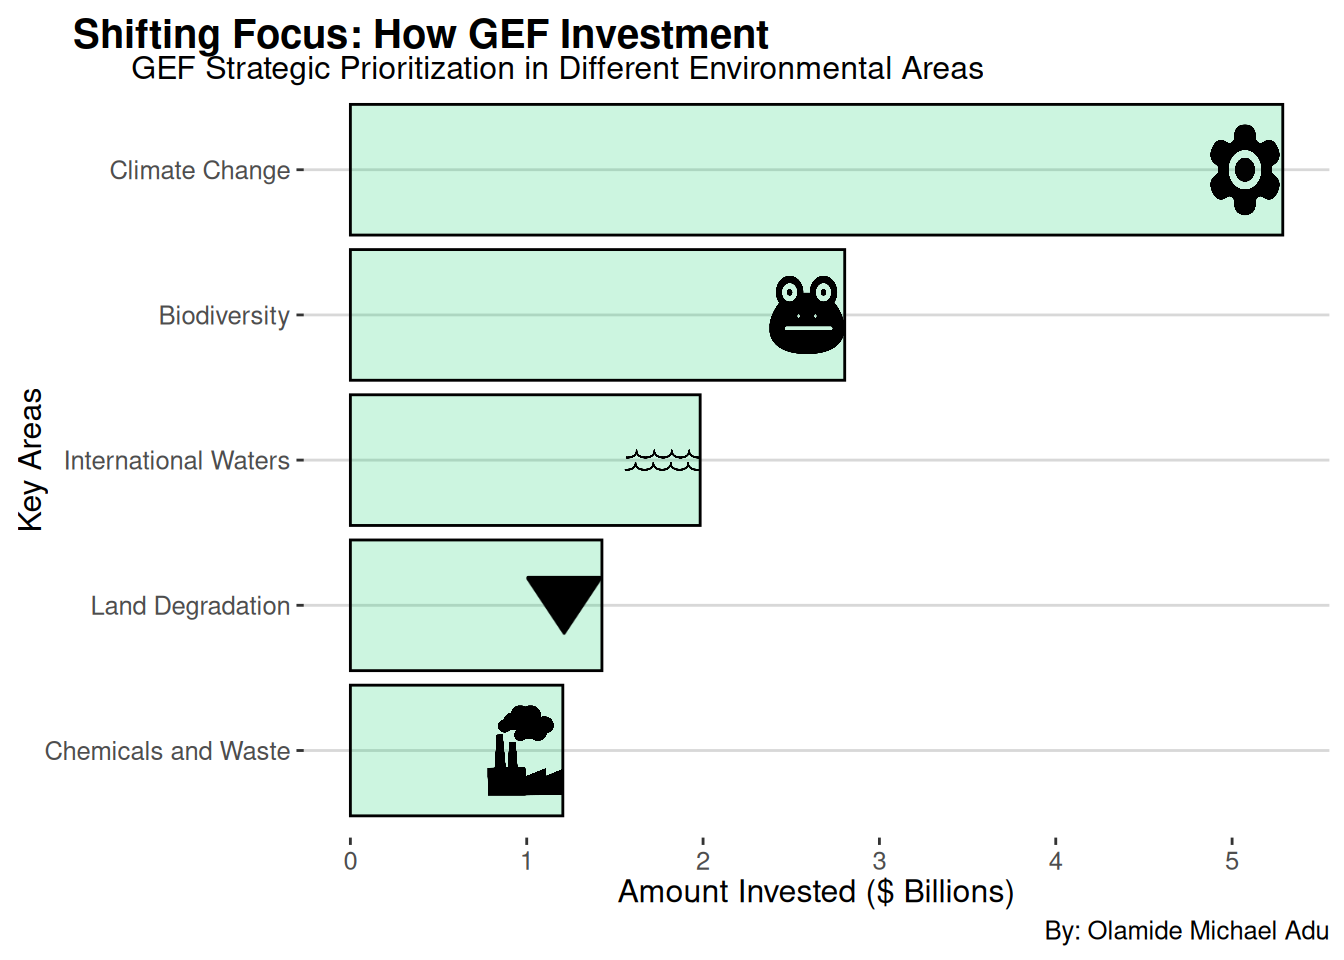 Shifting Focus: How GEF Investment
GEF Strategic Prioritization in Different Environmental Areas
Key Areas
Climate Change
Biodiversity
International Waters
Land Degradation
Chemicals and Waste
0 1 2 3 4 5
Amount Invested ($ Billions)
By: Olamide Michael Adu